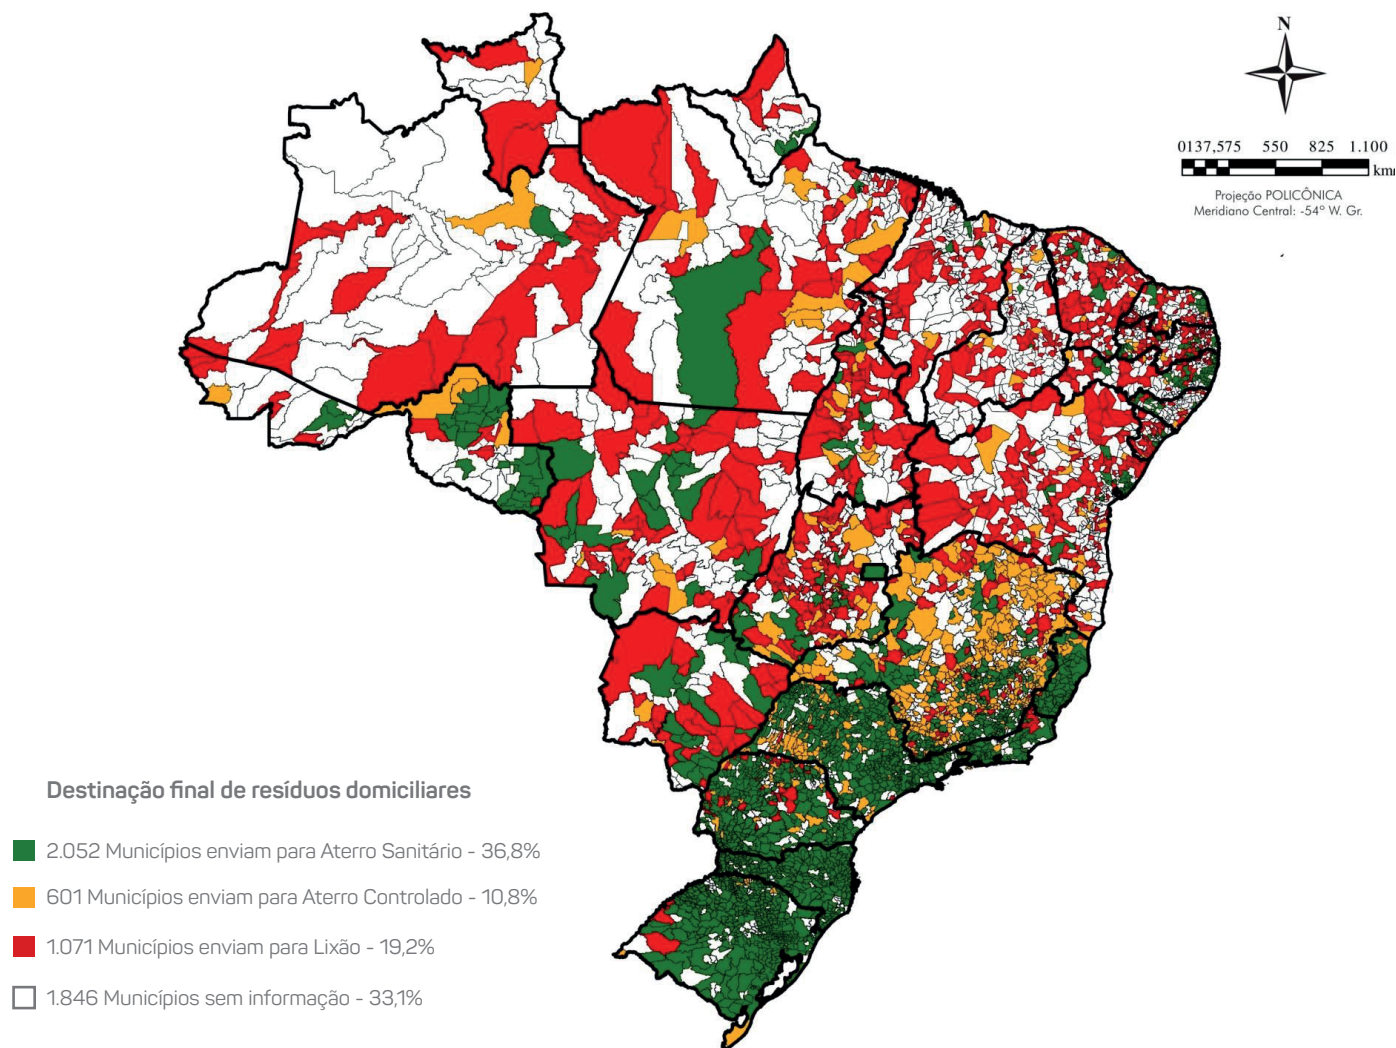 N
0137,575 550 825 1.100
km
Projeção POLICÔNICA
Meridiano Central: -54º W. Gr.
Destinação final de resíduos domiciliares
2.052 Municípios enviam para Aterro Sanitário - 36,8%
601 Municípios enviam para Aterro Controlado - 10,8%
1.071 Municípios enviam para Lixão - 19,2%
1.846 Municípios sem informação - 33,1%